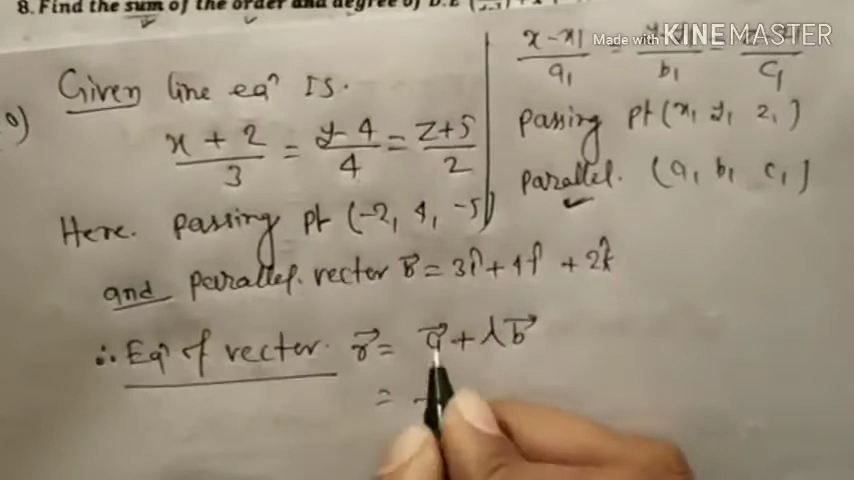 8. Find the sum of the order and degree of D.E
Made with KINEMASTER
Given line eqⁿ Is.
x + 2 / 3 = y - 4 / 4 = z + 5 / 2
Here. passing pt (-2, 4, -5)
and parallel. vector b⃗ = 3î + 4ĵ + 2k̂
∴ Eqⁿ of vector. r⃗ = a⃗ + λ b⃗
= -
x - x₁ / a₁ = / b₁ = / c₁
passing pt (x₁ y₁ z₁)
parallel. (a₁ b₁ c₁)